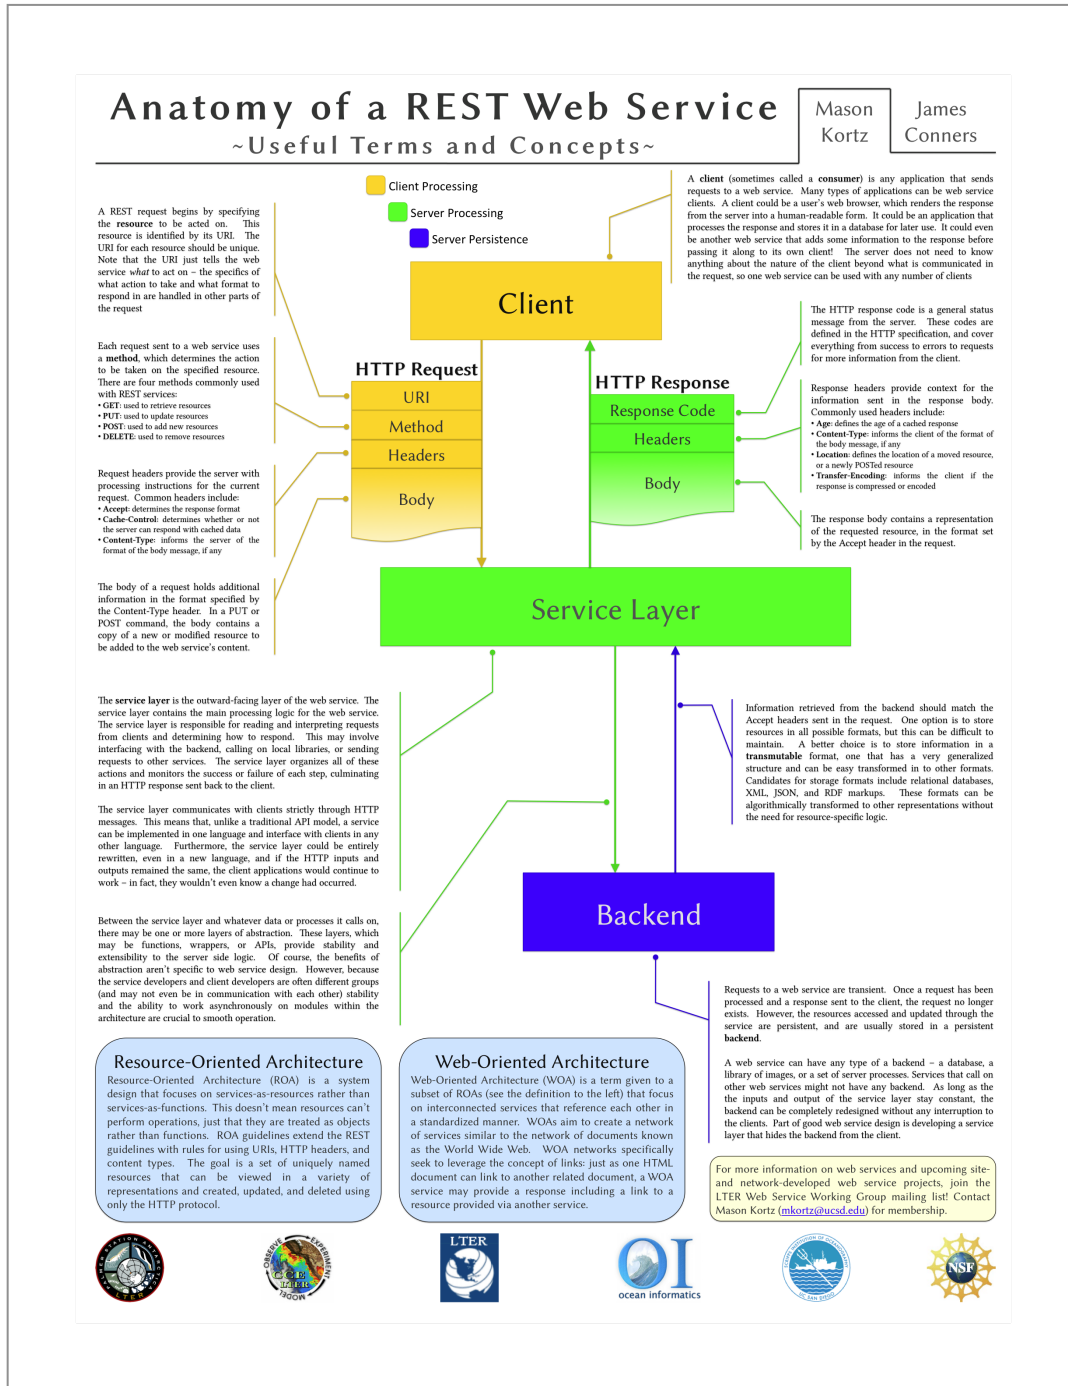 Anatomy of a REST Web Service
~Useful Terms and Concepts~
Mason
Kortz
James
Conners
Client Processing
Server Processing
Server Persistence
A client (sometimes called a consumer) is any application that sends
requests to a web service. Many types of applications can be web service
clients. A client could be a user's web browser, which renders the response
from the server into a human-readable form. It could be an application that
processes the response and stores it in a database for later use. It could even
be another web service that adds some information to the response before
passing it along to its own client! The server does not need to know
anything about the nature of the client beyond what is communicated in
the request, so one web service can be used with any number of clients
A REST request begins by specifying
the resource to be acted on. This
resource is identified by its URI. The
URI for each resource should be unique.
Note that the URI just tells the web
service what to act on – the specifics of
what action to take and what format to
respond in are handled in other parts of
the request
Client
The HTTP response code is a general status
message from the server. These codes are
defined in the HTTP specification, and cover
everything from success to errors to requests
for more information from the client.
Each request sent to a web service uses
a method, which determines the action
to be taken on the specified resource.
There are four methods commonly used
with REST services:
• GET: used to retrieve resources
• PUT: used to update resources
• POST: used to add new resources
• DELETE: used to remove resources
HTTP Request
URI
Method
Headers
Body
HTTP Response
Response Code
Headers
Body
Response headers provide context for the
information sent in the response body.
Commonly used headers include:
• Age: defines the age of a cached response
• Content-Type: informs the client of the format of
the body message, if any
• Location: defines the location of a moved resource,
or a newly POSTed resource
• Transfer-Encoding: informs the client if the
response is compressed or encoded
Request headers provide the server with
processing instructions for the current
request. Common headers include:
• Accept: determines the response format
• Cache-Control: determines whether or not
the server can respond with cached data
• Content-Type: informs the server of the
format of the body message, if any
The response body contains a representation
of the requested resource, in the format set
by the Accept header in the request.
The body of a request holds additional
information in the format specified by
the Content-Type header. In a PUT or
POST command, the body contains a
copy of a new or modified resource to
be added to the web service's content.
Service Layer
The service layer is the outward-facing layer of the web service. The
service layer contains the main processing logic for the web service.
The service layer is responsible for reading and interpreting requests
from clients and determining how to respond. This may involve
interfacing with the backend, calling on local libraries, or sending
requests to other services. The service layer organizes all of these
actions and monitors the success or failure of each step, culminating
in an HTTP response sent back to the client.
The service layer communicates with clients strictly through HTTP
messages. This means that, unlike a traditional API model, a service
can be implemented in one language and interface with clients in any
other language. Furthermore, the service layer could be entirely
rewritten, even in a new language, and if the HTTP inputs and
outputs remained the same, the client applications would continue to
work – in fact, they wouldn't even know a change had occurred.
Information retrieved from the backend should match the
Accept headers sent in the request. One option is to store
resources in all possible formats, but this can be difficult to
maintain. A better choice is to store information in a
transmutable format, one that has a very generalized
structure and can be easy transformed in to other formats.
Candidates for storage formats include relational databases,
XML, JSON, and RDF markups. These formats can be
algorithmically transformed to other representations without
the need for resource-specific logic.
Backend
Between the service layer and whatever data or processes it calls on,
there may be one or more layers of abstraction. These layers, which
may be functions, wrappers, or APIs, provide stability and
extensibility to the server side logic. Of course, the benefits of
abstraction aren't specific to web service design. However, because
the service developers and client developers are often different groups
(and may not even be in communication with each other) stability
and the ability to work asynchronously on modules within the
architecture are crucial to smooth operation.
Requests to a web service are transient. Once a request has been
processed and a response sent to the client, the request no longer
exists. However, the resources accessed and updated through the
service are persistent, and are usually stored in a persistent
backend.
A web service can have any type of a backend – a database, a
library of images, or a set of server processes. Services that call on
other web services might not have any backend. As long as the
the inputs and output of the service layer stay constant, the
backend can be completely redesigned without any interruption to
the clients. Part of good web service design is developing a service
layer that hides the backend from the client.
Resource-Oriented Architecture
Resource-Oriented Architecture (ROA) is a system
design that focuses on services-as-resources rather than
services-as-functions. This doesn't mean resources can't
perform operations, just that they are treated as objects
rather than functions. ROA guidelines extend the REST
guidelines with rules for using URIs, HTTP headers, and
content types. The goal is a set of uniquely named
resources that can be viewed in a variety of
representations and created, updated, and deleted using
only the HTTP protocol.
Web-Oriented Architecture
Web-Oriented Architecture (WOA) is a term given to a
subset of ROAs (see the definition to the left) that focus
on interconnected services that reference each other in
a standardized manner. WOAs aim to create a network
of services similar to the network of documents known
as the World Wide Web. WOA networks specifically
seek to leverage the concept of links: just as one HTML
document can link to another related document, a WOA
service may provide a response including a link to a
resource provided via another service.
For more information on web services and upcoming site-
and network-developed web service projects, join the
LTER Web Service Working Group mailing list! Contact
Mason Kortz (mkortz@ucsd.edu) for membership.
PALMER STATION ANTARCTICA
LTER
OBSERVE EXPERIMENT
MODEL
CCE
LTER
LTER
OI
ocean informatics
SCRIPPS INSTITUTION OF OCEANOGRAPHY
UC SAN DIEGO
NSF